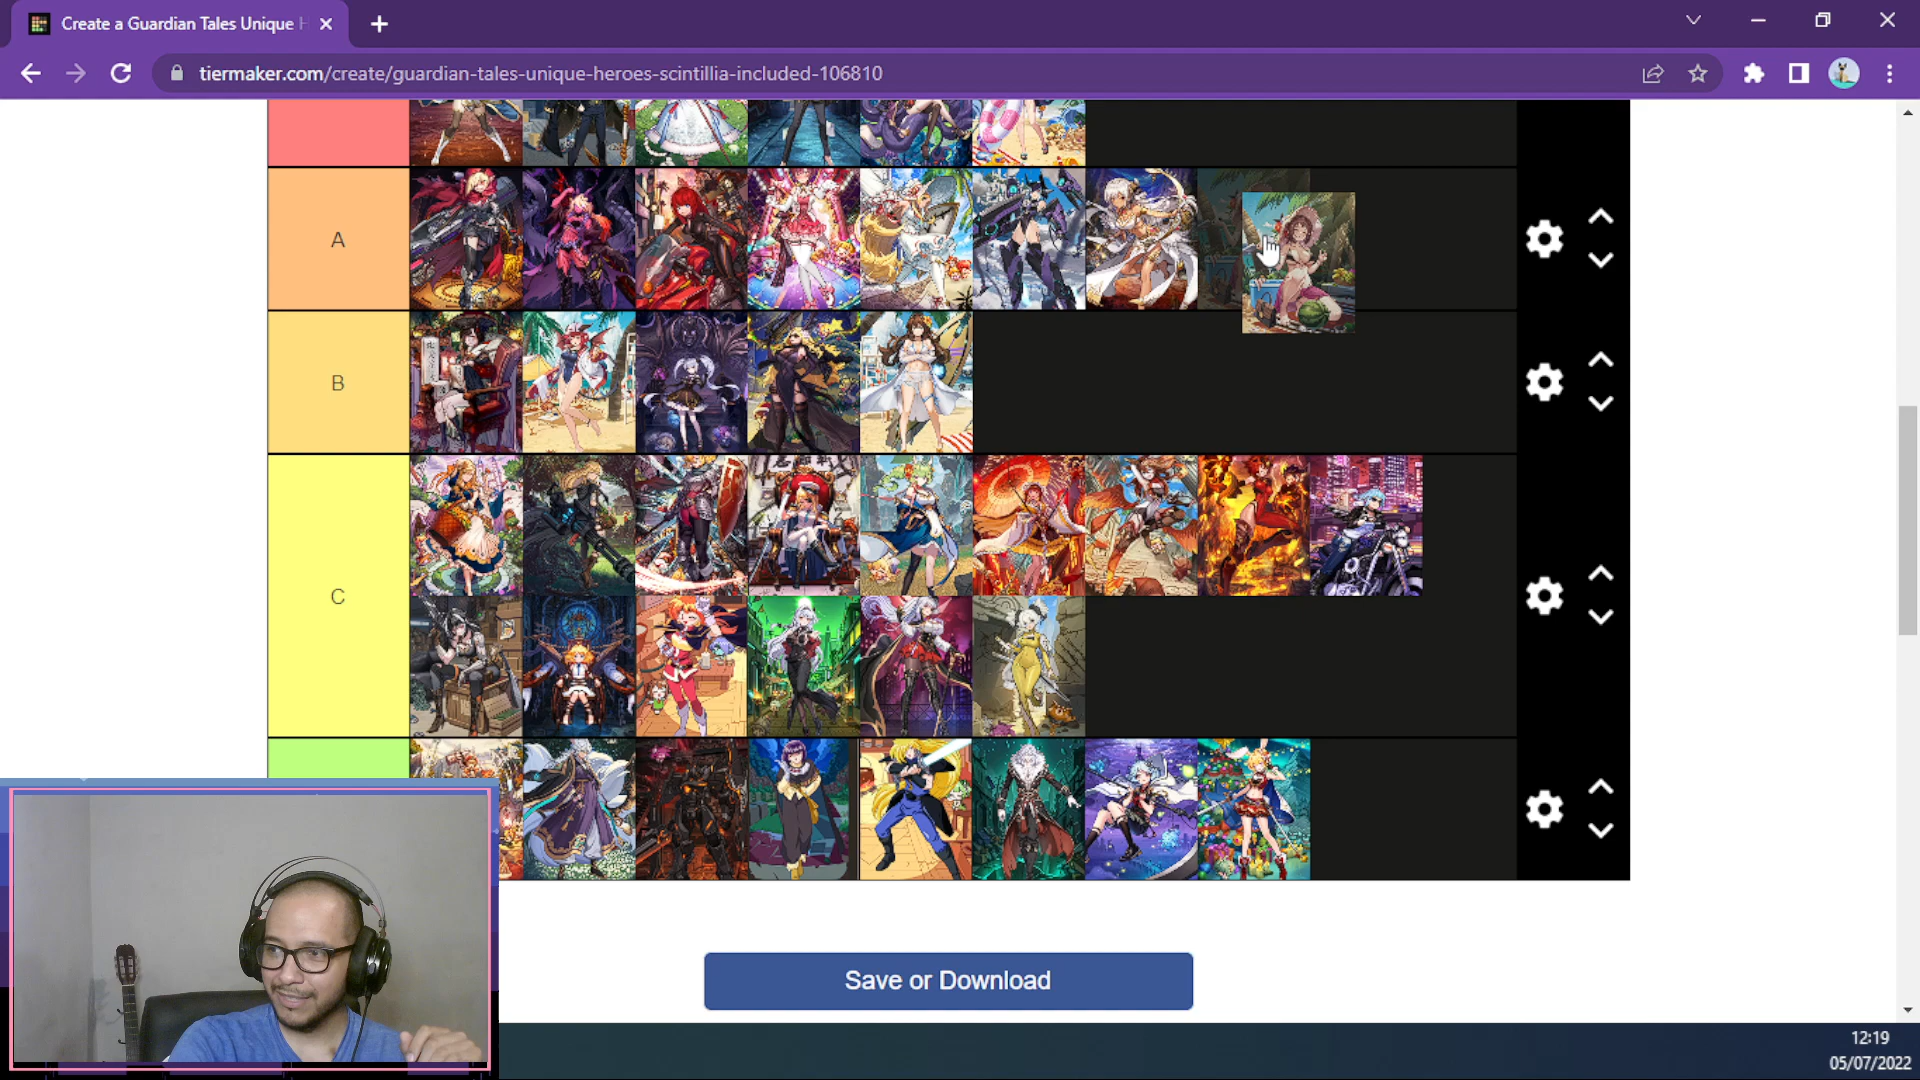 Create a Guardian Tales Unique H
tiermaker.com/create/guardian-tales-unique-heroes-scintillia-included-106810
A
B
C
Save or Download
12:19
05/07/2022